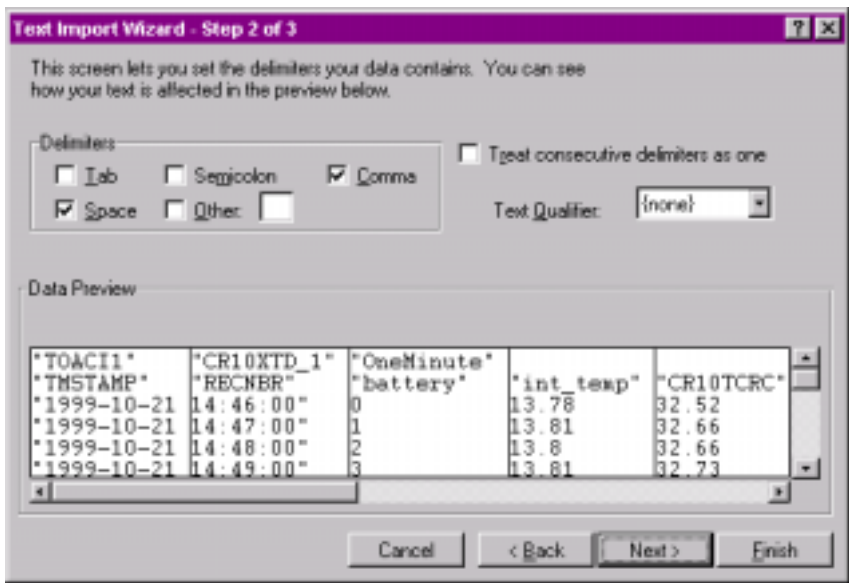 Text Import Wizard - Step 2 of 3
This screen lets you set the delimiters your data contains. You can see
how your text is affected in the preview below.
Delimiters
Tab Semicolon Comma
Space Other:
Treat consecutive delimiters as one
Text Qualifier: {none}
Data Preview
"TOACI1" "CR10XTD_1" "OneMinute"
"TMSTAMP" "RECNBR" "battery" "int_temp" "CR10TCRC"
"1999-10-21 14:46:00" 0 13.78 32.52
"1999-10-21 14:47:00" 1 13.81 32.66
"1999-10-21 14:48:00" 2 13.8 32.66
"1999-10-21 14:49:00" 3 13.81 32.73
Cancel < Back Next > Finish